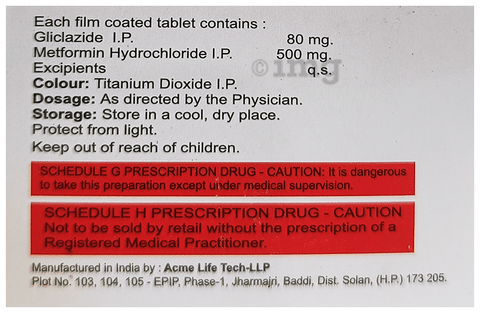 Each film coated tablet contains :
Gliclazide I.P. 80 mg.
Metformin Hydrochloride I.P. 500 mg.
Excipients q.s.
Colour: Titanium Dioxide I.P.
Dosage: As directed by the Physician.
Storage: Store in a cool, dry place.
Protect from light.
Keep out of reach of children.
SCHEDULE G PRESCRIPTION DRUG - CAUTION: It is dangerous
to take this preparation except under medical supervision.
SCHEDULE H PRESCRIPTION DRUG - CAUTION
Not to be sold by retail without the prescription of a
Registered Medical Practitioner.
Manufactured in India by : Acme Life Tech-LLP
Plot No. 103, 104, 105 - EPIP, Phase-1, Jharmajri, Baddi, Dist. Solan, (H.P.) 173 205.